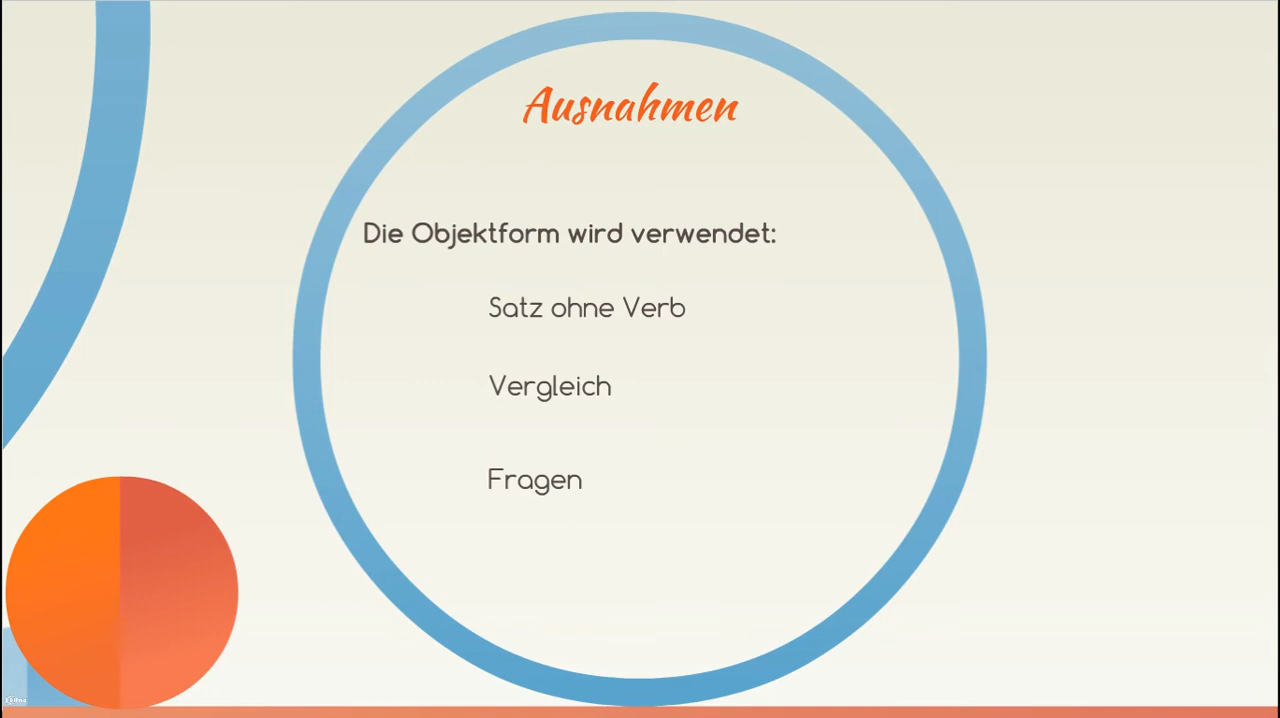 Ausnahmen
Die Objektform wird verwendet:
Satz ohne Verb
Vergleich
Fragen